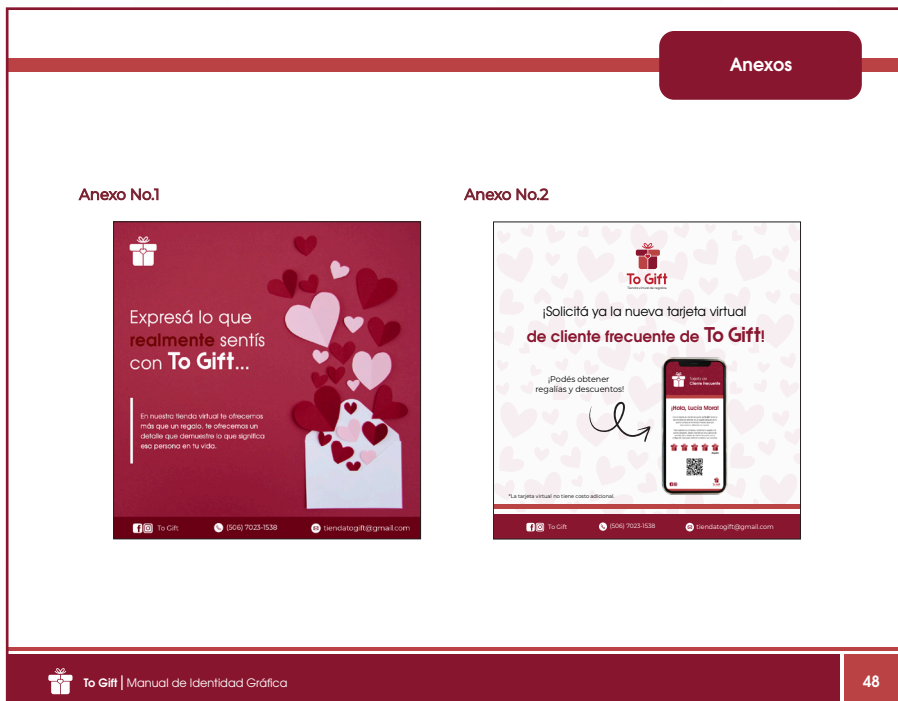 Anexos
Anexo No.1
Expresá lo que
realmente sentís
con To Gift...
En nuestra tienda virtual te ofrecemos
más que un regalo, te ofrecemos un
detalle que demuestre lo que significa
esa persona en tu vida.
To Gift
(506) 7023-1538
tiendatogift@gmail.com
Anexo No.2
To Gift
¡Solicitá ya la nueva tarjeta virtual
de cliente frecuente de To Gift!
¡Podés obtener
regalías y descuentos!
Tarjeta de
Cliente frecuente
¡Hola, Lucía Mora!
*La tarjeta virtual no tiene costo adicional.
To Gift
(506) 7023-1538
tiendatogift@gmail.com
To Gift | Manual de Identidad Gráfica
48